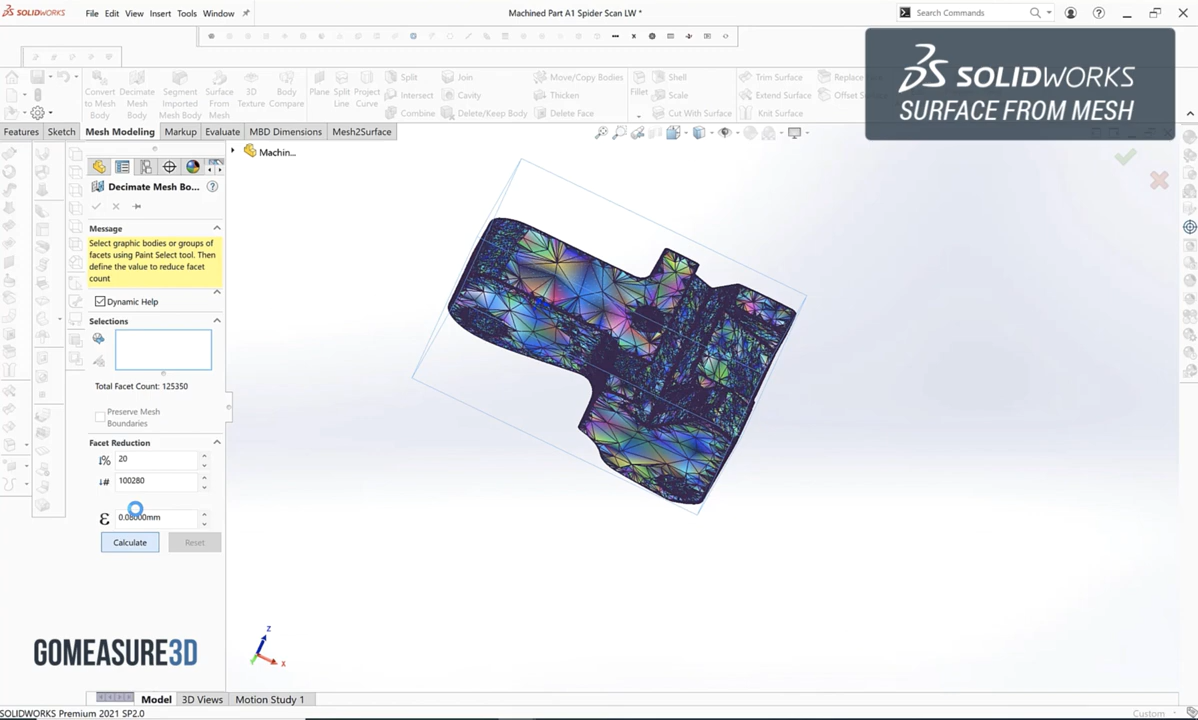 SOLIDWORKS
File Edit View Insert Tools Window
Machined Part A1 Spider Scan LW *
Search Commands
SOLIDWORKS
SURFACE FROM MESH
Convert to Mesh Body
Decimate Mesh Body
Segment Imported Mesh Body
Surface From Mesh
3D Texture
Body Compare
Plane
Split Line
Project Curve
Split
Intersect
Combine
Join
Cavity
Delete/Keep Body
Move/Copy Bodies
Thicken
Delete Face
Fillet
Shell
Scale
Cut With Surface
Trim Surface
Extend Surface
Knit Surface
Features Sketch Mesh Modeling Markup Evaluate MBD Dimensions Mesh2Surface
Machin...
Decimate Mesh Bo...
Message
Select graphic bodies or groups of
facets using Paint Select tool. Then
define the value to reduce facet
count
Dynamic Help
Selections
Total Facet Count: 125350
Preserve Mesh
Boundaries
Facet Reduction
↓% 20
↓# 100280
ε 0.08000mm
Calculate Reset
GOMEASURE3D
Z
X
Model 3D Views Motion Study 1
SOLIDWORKS Premium 2021 SP2.0
Custom